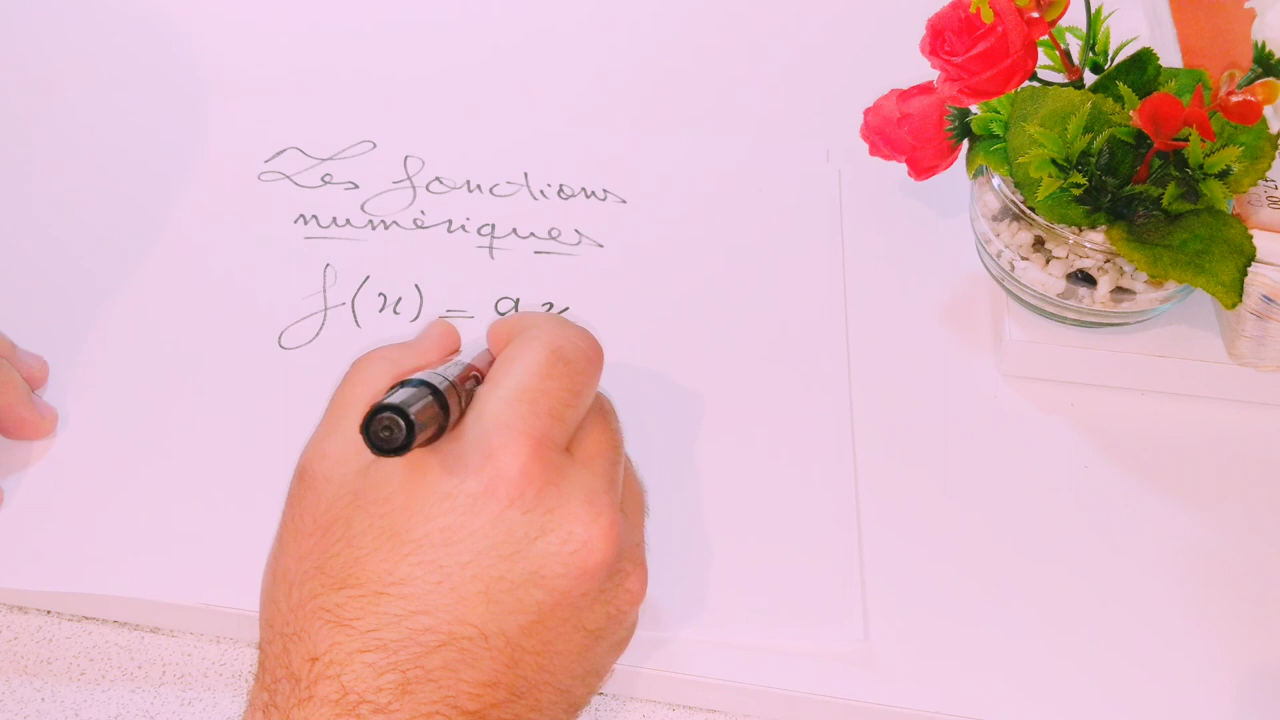 Les fonctions
numériques
f(x) = ax